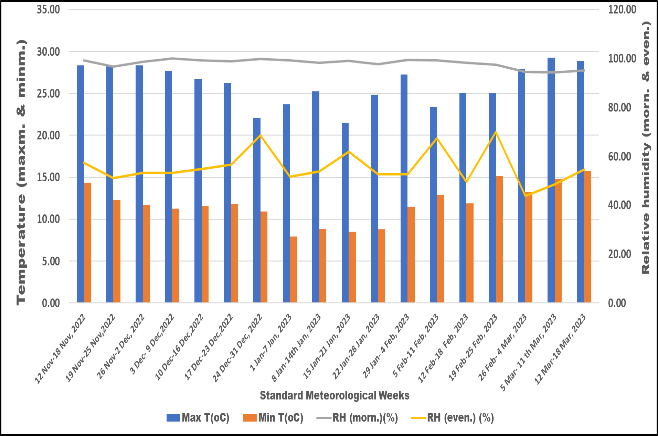 35.00
30.00
25.00
20.00
15.00
10.00
5.00
0.00
Temperature (maxm. & minm.)
120.00
100.00
80.00
60.00
40.00
20.00
0.00
Relative humidity (morn. & even.)
12 Nov-18 Nov, 2022
19 Nov-25 Nov,2022
26 Nov-2 Dec, 2022
3 Dec- 9 Dec,2022
10 Dec-16 Dec,2022
17 Dec-23 Dec,2022
24 Dec-31 Dec, 2022
1 Jan-7 Jan, 2023
8 Jan-14th Jan, 2023
15 Jan-21 Jan, 2023
22 Jan-28 Jan, 2023
29 Jan- 4 Feb, 2023
5 Feb-11 Feb, 2023
12 Feb-18 Feb, 2023
19 Feb-25 Feb, 2023
26 Feb- 4 Mar, 2023
5 Mar- 11 th Mar, 2023
12 Mar-18 Mar, 2023
Standard Meteorological Weeks
Max T(oC) Min T(oC) RH (morn.)(%) RH (even.) (%)